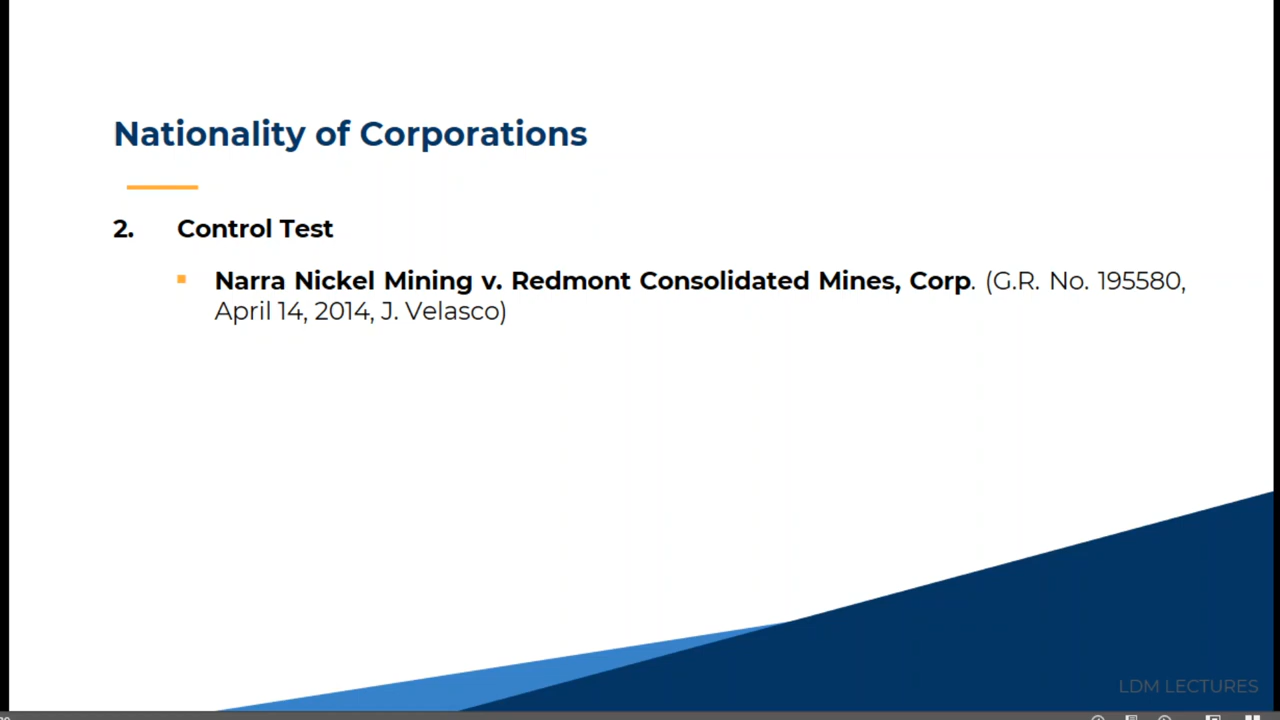 Nationality of Corporations
2. Control Test
▪ Narra Nickel Mining v. Redmont Consolidated Mines, Corp. (G.R. No. 195580,
April 14, 2014, J. Velasco)
LDM LECTURES